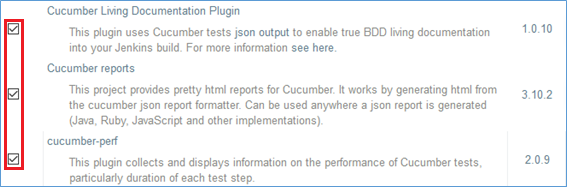 Cucumber Living Documentation Plugin
This plugin uses Cucumber tests json output to enable true BDD living documentation
into your Jenkins build. For more information see here.
1.0.10
Cucumber reports
This project provides pretty html reports for Cucumber. It works by generating html from
the cucumber json report formatter. Can be used anywhere a json report is generated
(Java, Ruby, JavaScript and other implementations).
3.10.2
cucumber-perf
This plugin collects and displays information on the performance of Cucumber tests,
particularly duration of each test step.
2.0.9